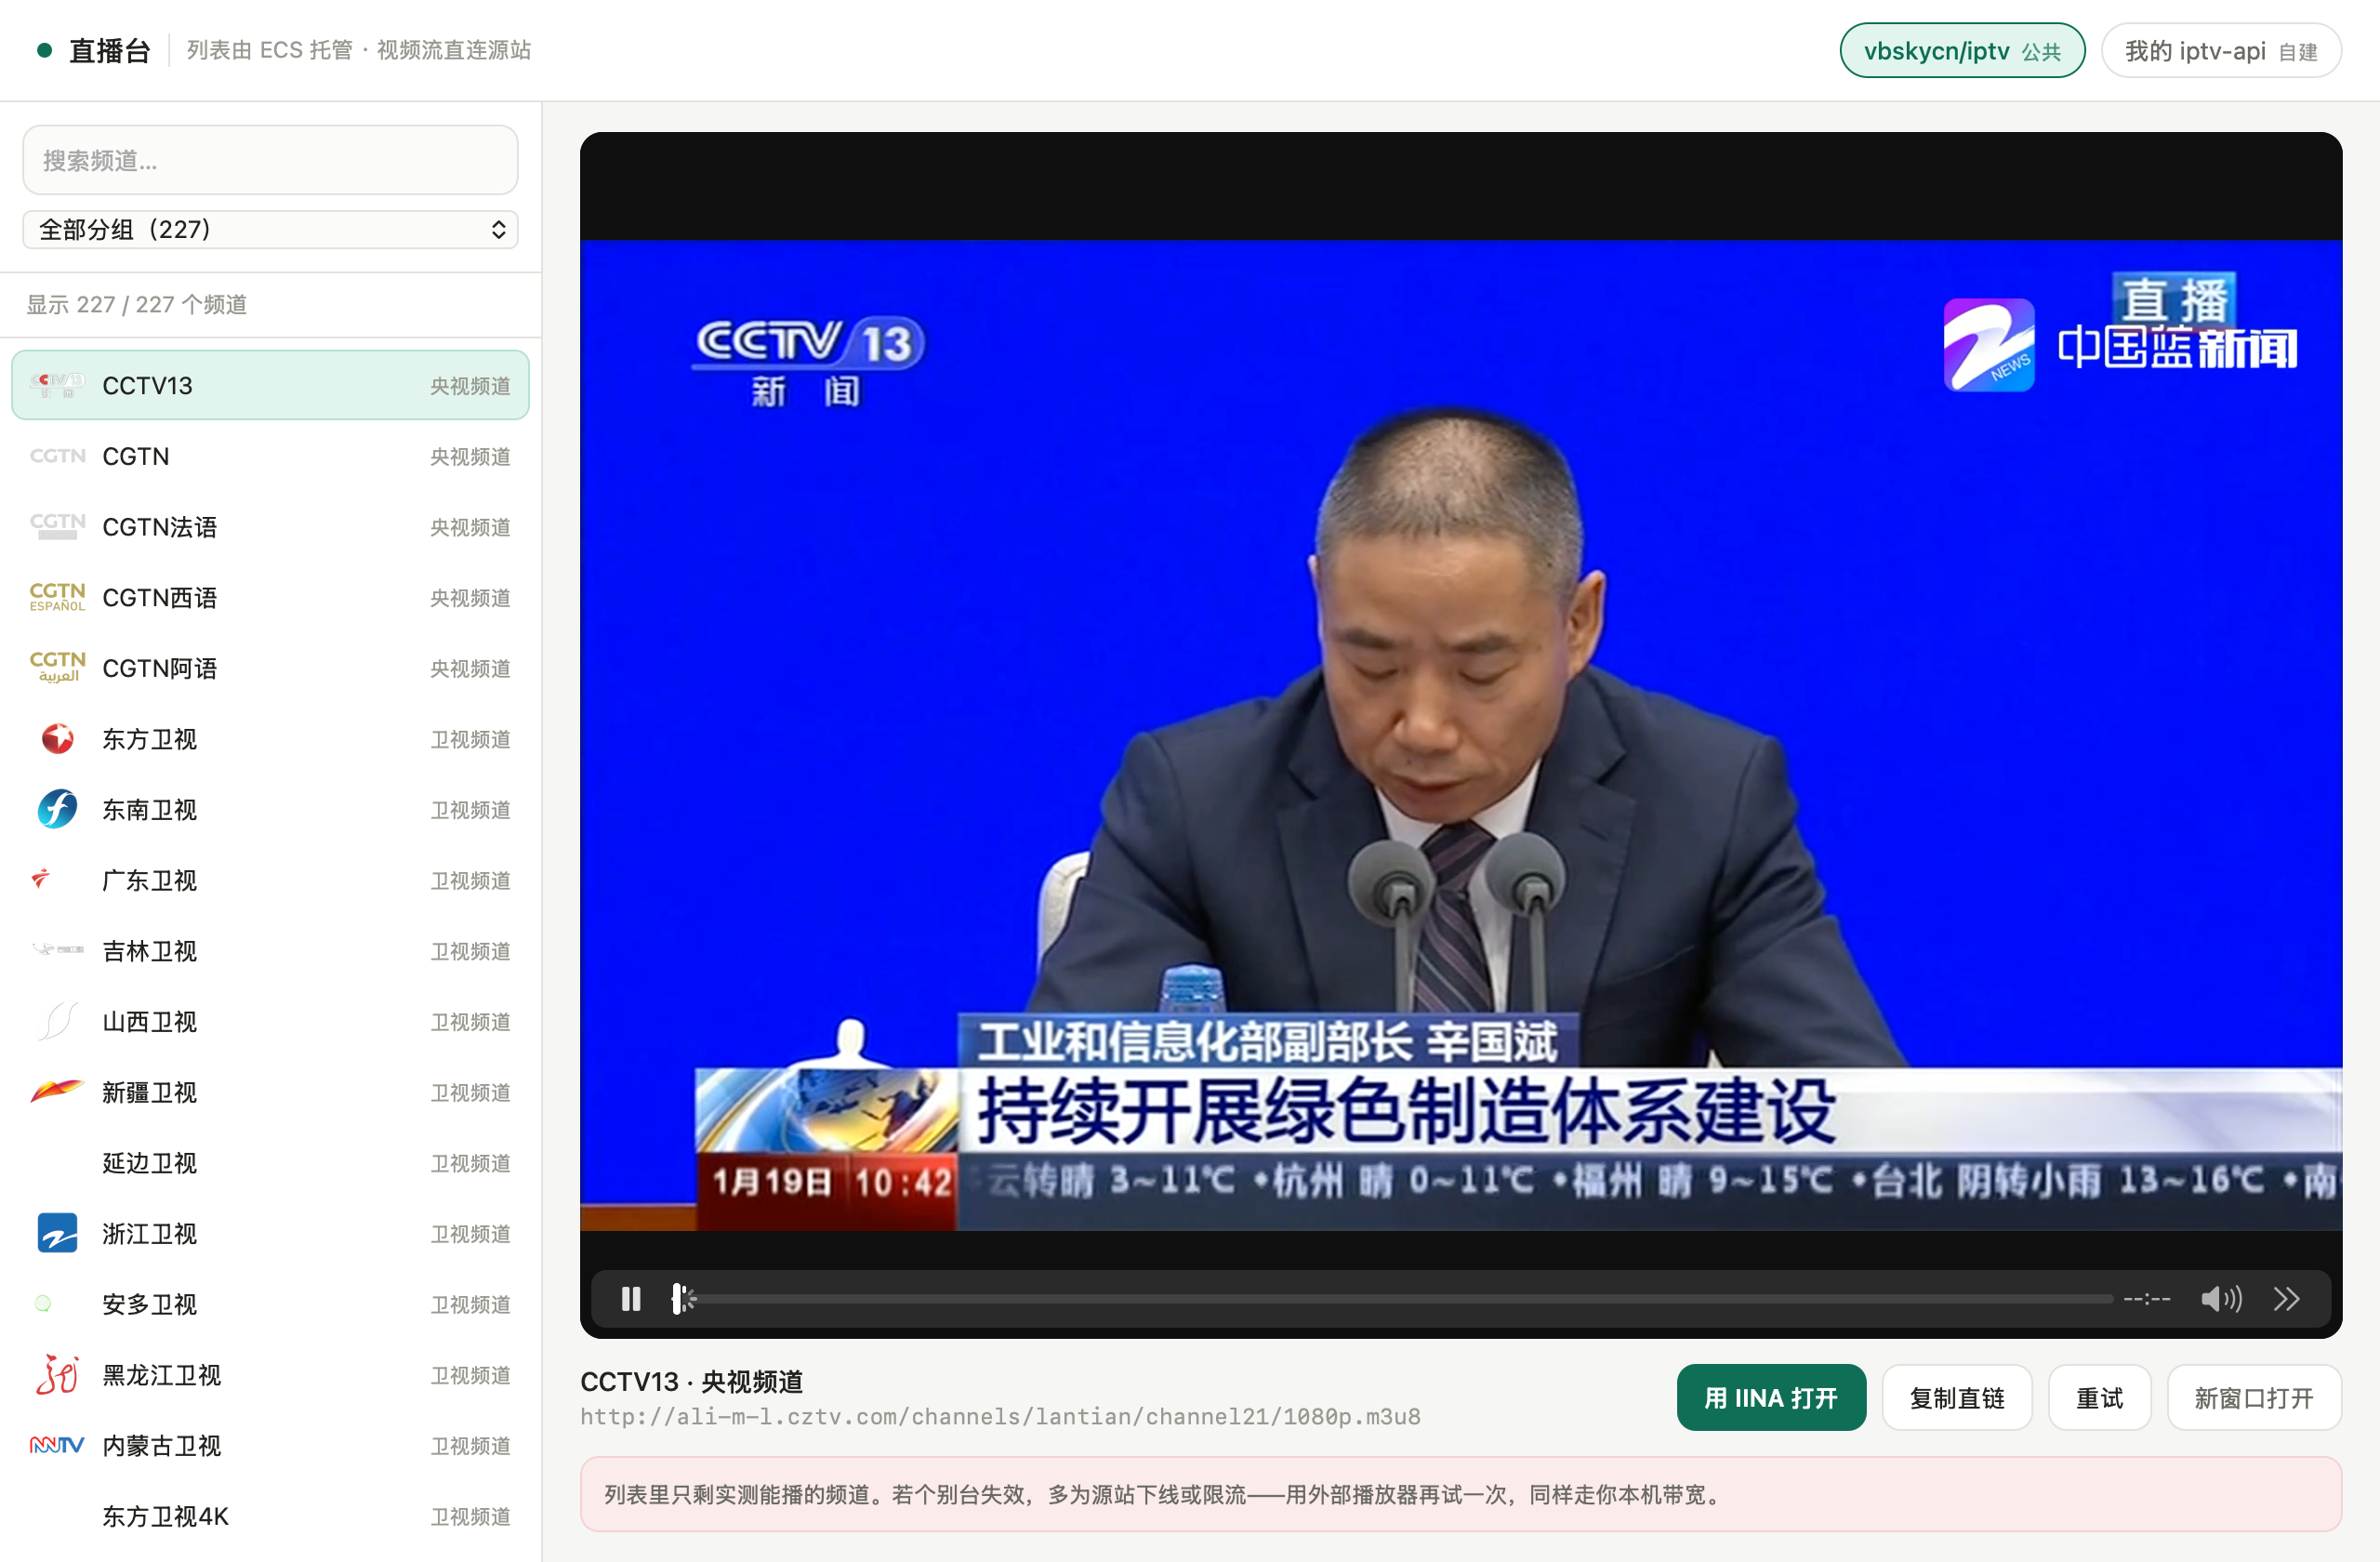 直播台
列表由 ECS 托管 · 视频流直连源站
vbskycn/iptv 公共
我的 iptv-api 自建
搜索频道...
全部分组（227）
显示 227 / 227 个频道
CCTV13 央视频道
CGTN CGTN 央视频道
CGTN CGTN法语 央视频道
CGTN
ESPAÑOL
CGTN西语 央视频道
CGTN
العربية
CGTN阿语 央视频道
东方卫视 卫视频道
东南卫视 卫视频道
广东卫视 卫视频道
吉林卫视 卫视频道
山西卫视 卫视频道
新疆卫视 卫视频道
延边卫视 卫视频道
浙江卫视 卫视频道
安多卫视 卫视频道
黑龙江卫视 卫视频道
内蒙古卫视 卫视频道
东方卫视4K 卫视频道
CCTV 13
新闻
直播
中国蓝新闻
NEWS
工业和信息化部副部长 辛国斌
持续开展绿色制造体系建设
1月19日 10:42
云转晴 3~11℃ •杭州 晴 0~11℃ •福州 晴 9~15℃ •台北 阴转小雨 13~16℃ •南
--:--
CCTV13 · 央视频道
http://ali-m-l.cztv.com/channels/lantian/channel21/1080p.m3u8
用 IINA 打开
复制直链
重试
新窗口打开
列表里只剩实测能播的频道。若个别台失效，多为源站下线或限流——用外部播放器再试一次，同样走你本机带宽。